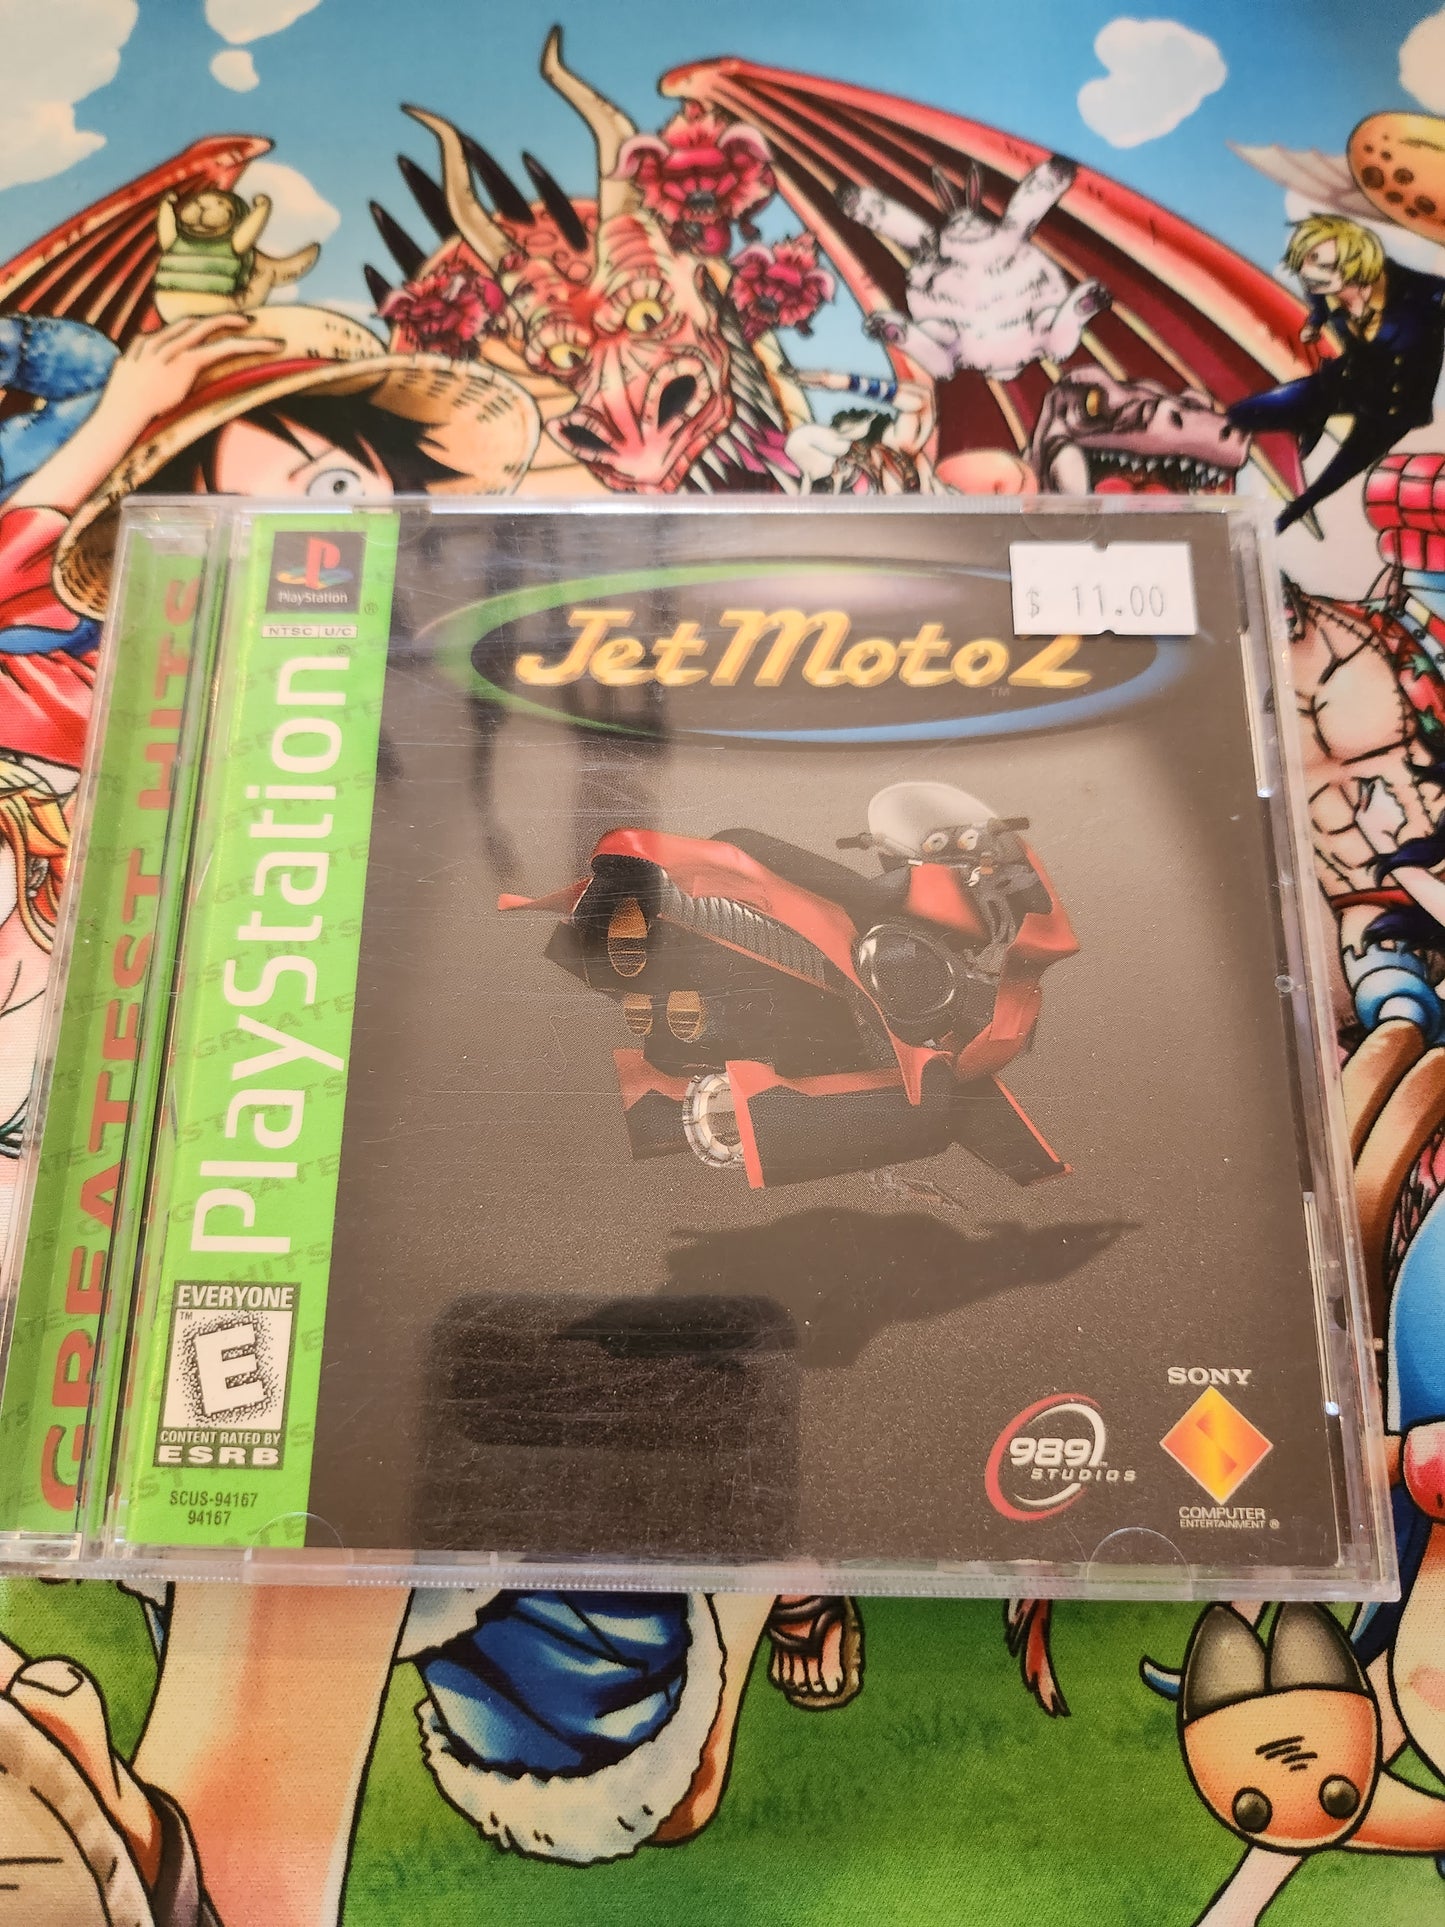 GREATEST HITS
PlayStation
®
NTSC U/C
PlayStation®
EVERYONE
™
E
CONTENT RATED BY
ESRB
SCUS-94167
94167
Jet Moto 2
™
$ 11.00
989
STUDIOS
SONY
COMPUTER
ENTERTAINMENT ®